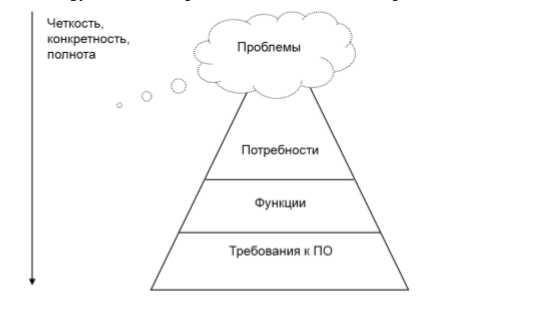 Четкость,
конкретность,
полнота
Проблемы
Потребности
Функции
Требования к ПО